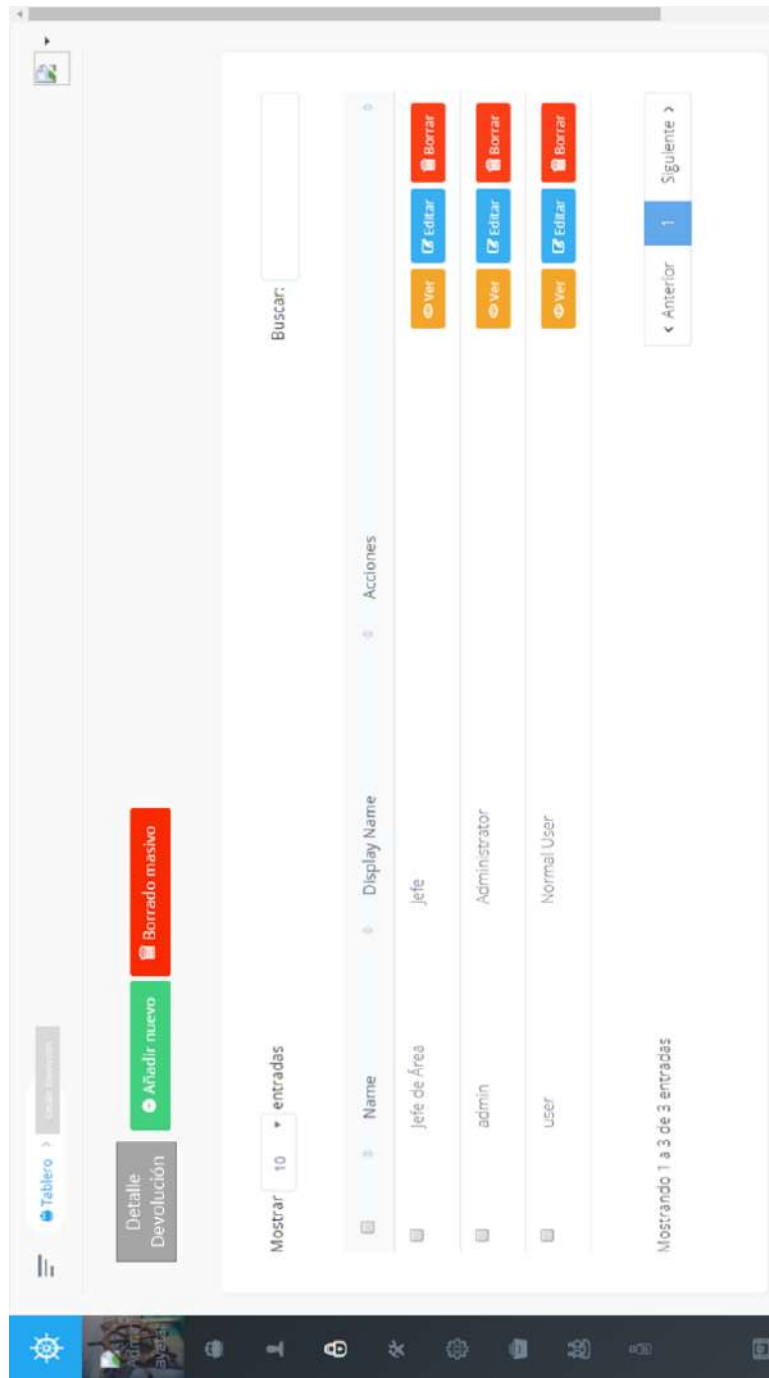 Tablero
Detalle
Devolución
Añadir nuevo
Borrado masivo
Mostrar 10 entradas
Buscar:
Name Display Name Acciones
Jefe de Área Jefe Ver Editar Borrar
admin Administrator Ver Editar Borrar
user Normal User Ver Editar Borrar
Mostrando 1 a 3 de 3 entradas
Anterior 1 Siguiente